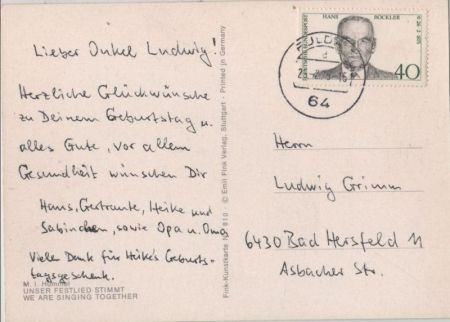 Lieber Onkel Ludwig!
Herzliche Glückwünsche
zu Deinem Geburtstag u.
alles Gute, vor allem
Gesundheit wünschen Dir
Hans, Gertraute, Heike und
Sabinchen, sowie Opa u. Oma
Vielen Dank für Heike's Geburts-
tagsgeschenk.
M. I. Hummel
UNSER FESTLIED STIMMT
WE ARE SINGING TOGETHER
Fink-Kunstkarte © Emil Fink Verlag, Stuttgart · Printed in Germany
HANS BÖCKLER
DEUTSCHE BUNDESPOST
40
64
Herrn
Ludwig Grimm
6430 Bad Hersfeld 11
Asbacher Str.